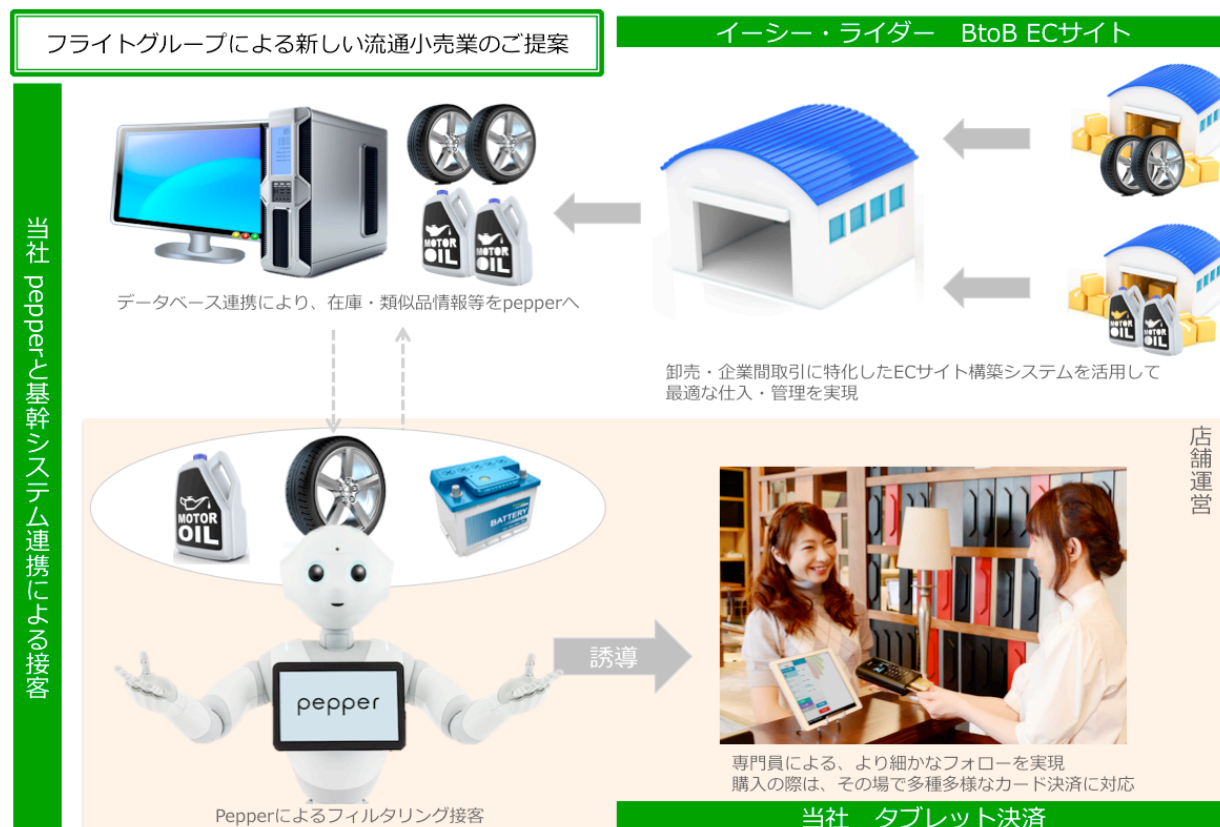 フライトグループによる新しい流通小売業のご提案
イーシー・ライダー　BtoB ECサイト
当社 pepperと基幹システム連携による接客
MOTOR
OIL
MOTOR
OIL
データベース連携により、在庫・類似品情報等をpepperへ
卸売・企業間取引に特化したECサイト構築システムを活用して
最適な仕入・管理を実現
店舗運営
MOTOR
OIL
BATTERY
誘導
pepper
Pepperによるフィルタリング接客
専門員による、より細かなフォローを実現
購入の際は、その場で多種多様なカード決済に対応
当社　タブレット決済